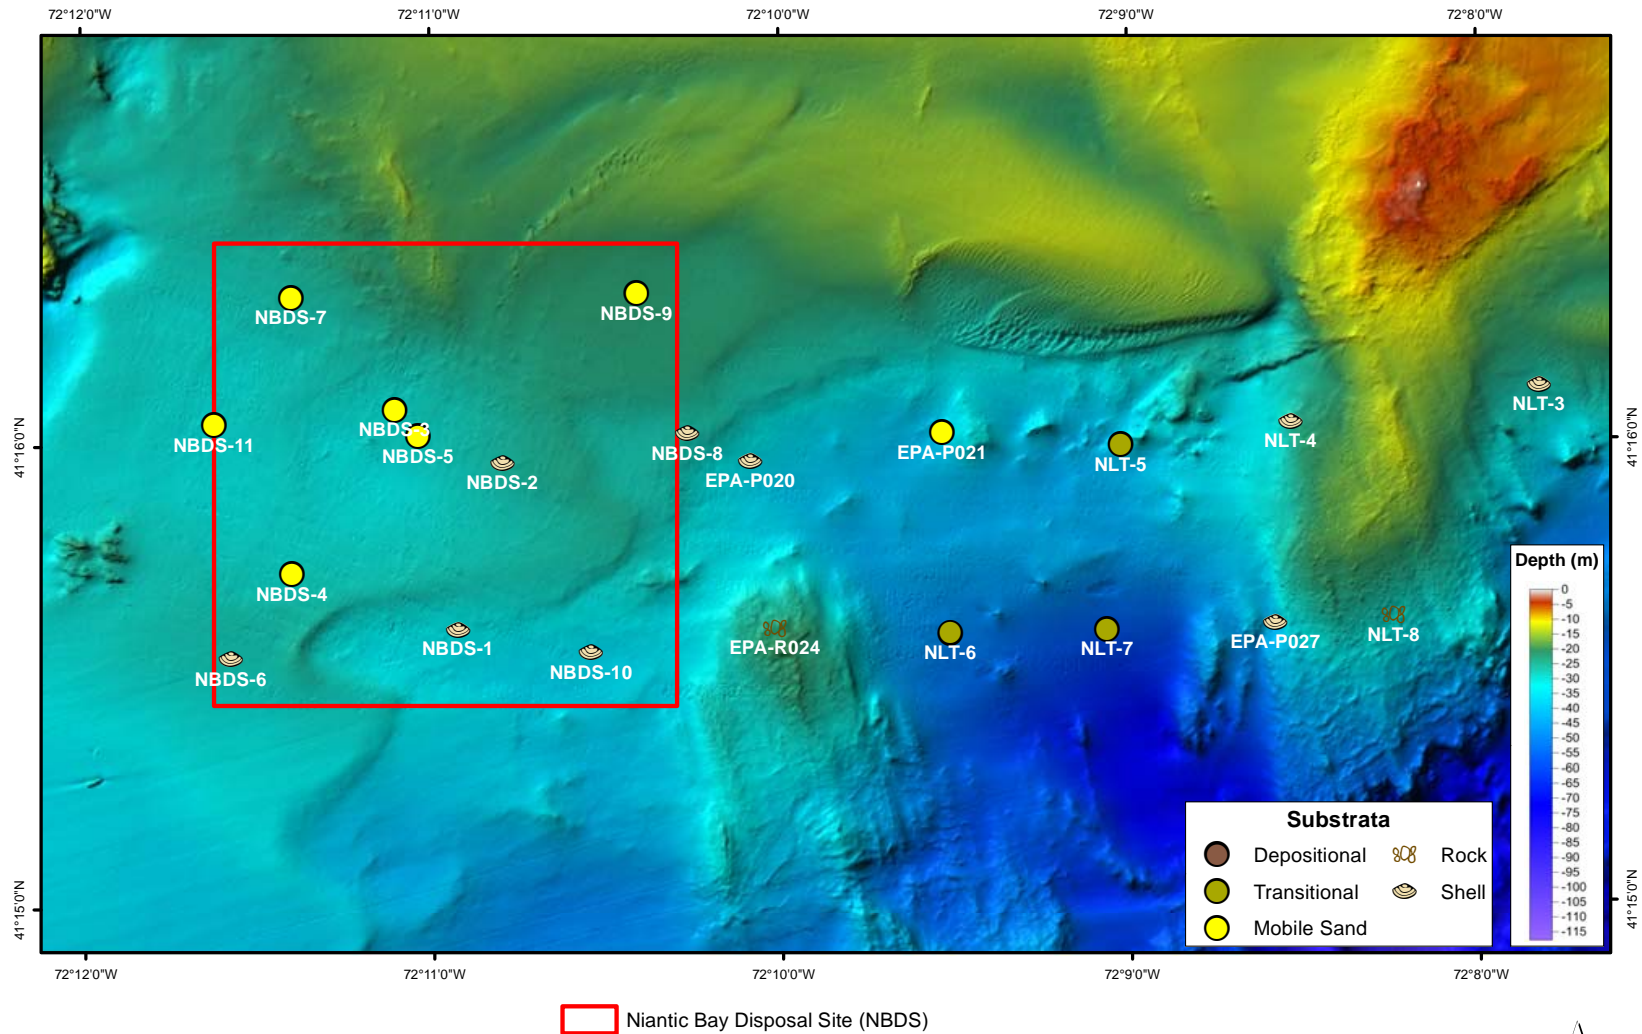 72°12'0"W 72°11'0"W 72°10'0"W 72°9'0"W 72°8'0"W
NBDS-7
NBDS-9
NLT-3
NBDS-3
NBDS-11
NBDS-5
NBDS-8
EPA-P021
NLT-4
NLT-5
41°16'0"N
41°16'0"N
NBDS-2
EPA-P020
NBDS-4
NBDS-1
EPA-R024
NLT-6
NLT-7
EPA-P027
NLT-8
NBDS-6
NBDS-10
Depth (m)
0
-5
-10
-15
-20
-25
-30
-35
-40
-45
-50
-55
-60
-65
-70
-75
-80
-85
-90
-95
-100
-105
-110
-115
Substrata
Depositional Rock
Transitional Shell
Mobile Sand
41°15'0"N
41°15'0"N
72°12'0"W 72°11'0"W 72°10'0"W 72°9'0"W 72°8'0"W
Niantic Bay Disposal Site (NBDS)